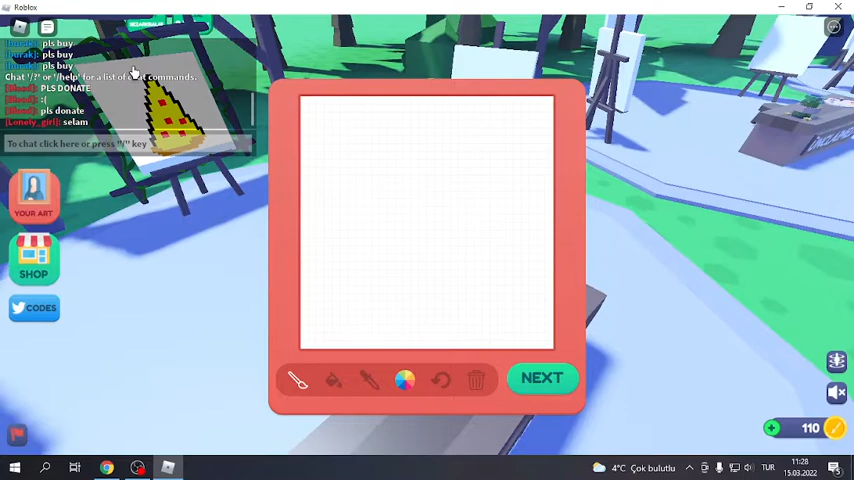 Roblox
[burak]: pls buy
[burak]: pls buy
[burak]: pls buy
Chat '/?' or '/help' for a list of chat commands.
[Blood]: PLS DONATE
[Blood]: :(
[Blood]: pls donate
[Lonely_girl]: selam
To chat click here or press "/" key
YOUR ART
SHOP
CODES
NEXT
110
4°C Çok bulutlu
TUR
11:28
15.03.2022
5